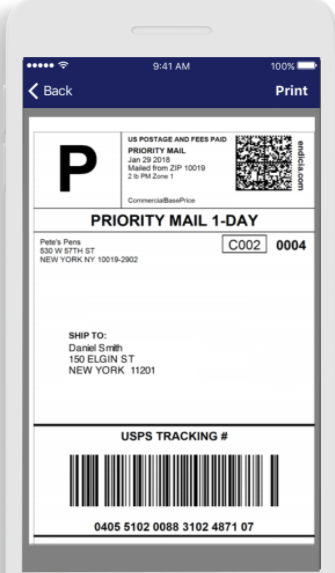 9:41 AM
100%
Back
Print
P
US POSTAGE AND FEES PAID
PRIORITY MAIL
Jan 29 2018
Mailed from ZIP 10019
2 lb PM Zone 1
CommercialBasePrice
endicia.com
PRIORITY MAIL 1-DAY
Pete's Pens
530 W 57TH ST
NEW YORK NY 10019-2902
C002 0004
SHIP TO:
Daniel Smith
150 ELGIN ST
NEW YORK 11201
USPS TRACKING #
0405 5102 0088 3102 4871 07